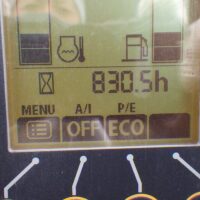 830.5h
MENU A/I P/E
OFF ECO